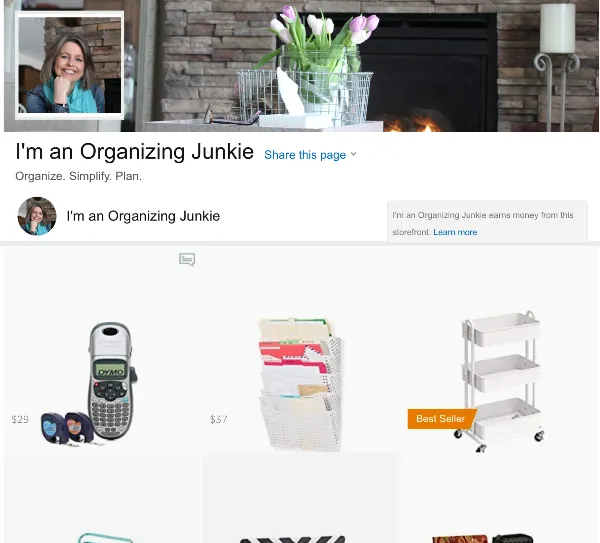 I'm an Organizing Junkie Share this page
Organize. Simplify. Plan.
I'm an Organizing Junkie
I'm an Organizing Junkie earns money from this
storefront. Learn more
DYMO
$29
$37
Best Seller